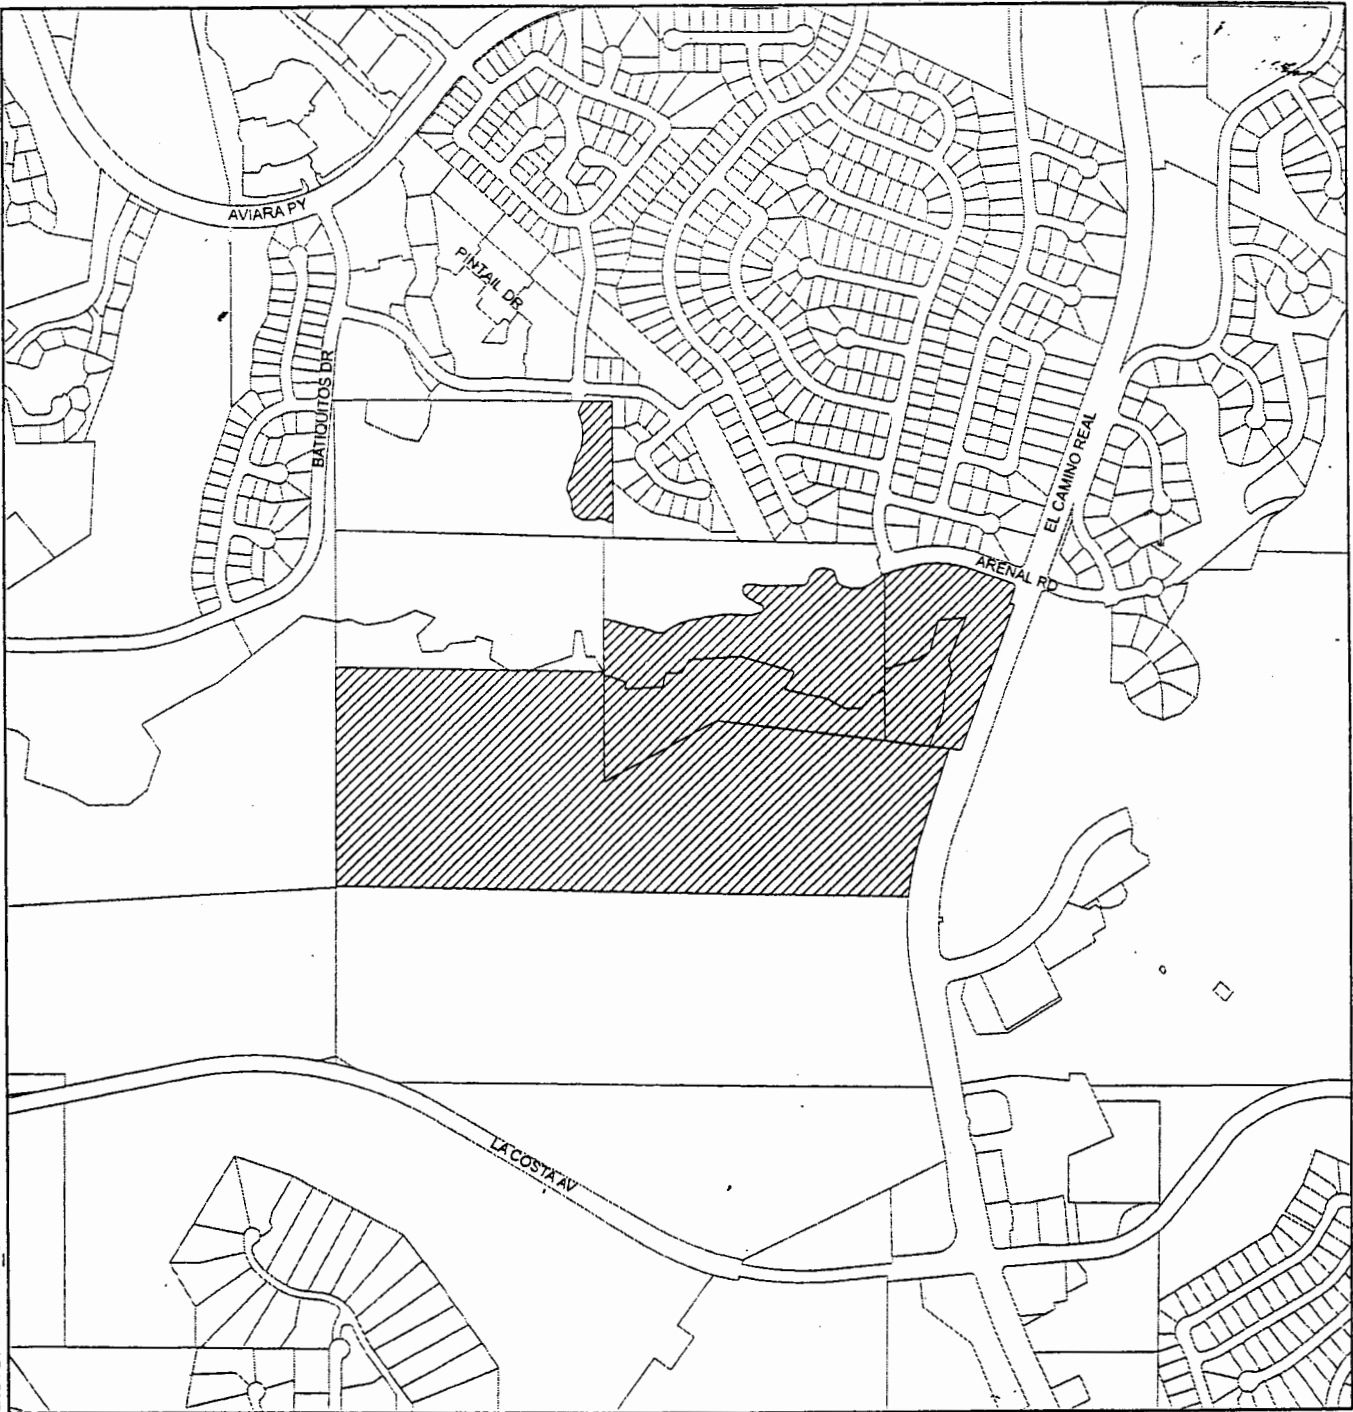 AVIARA PY
PINTAIL DR
BATIQUITOS DR
EL CAMINO REAL
ARENAL RD
LA COSTA AV